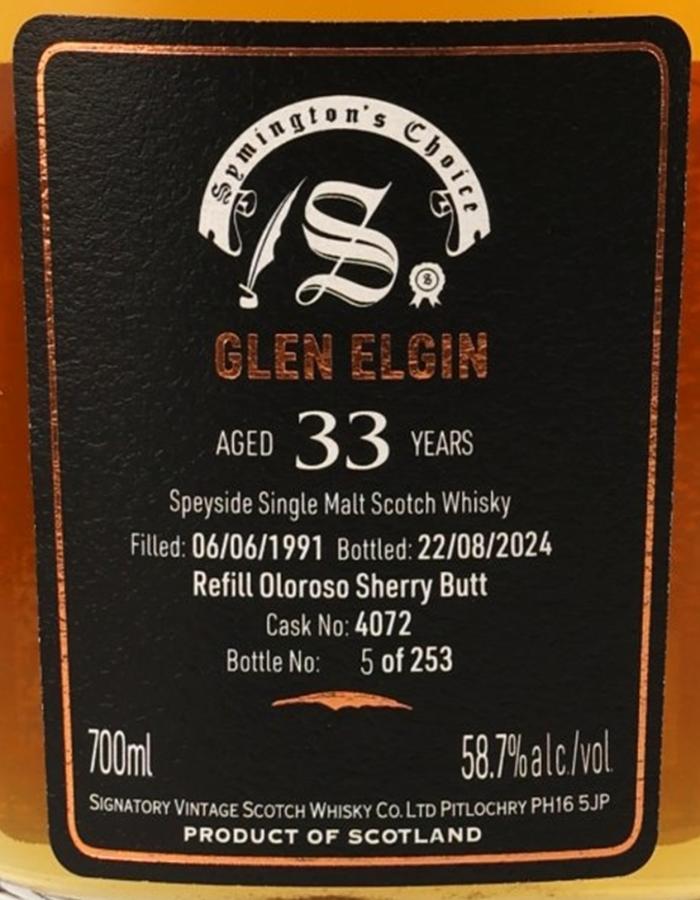 Symington's Choice
S
S
GLEN ELGIN
AGED 33 YEARS
Speyside Single Malt Scotch Whisky
Filled: 06/06/1991 Bottled: 22/08/2024
Refill Oloroso Sherry Butt
Cask No: 4072
Bottle No: 5 of 253
700ml 58.7%alc./vol.
SIGNATORY VINTAGE SCOTCH WHISKY CO. LTD PITLOCHRY PH16 5JP
PRODUCT OF SCOTLAND